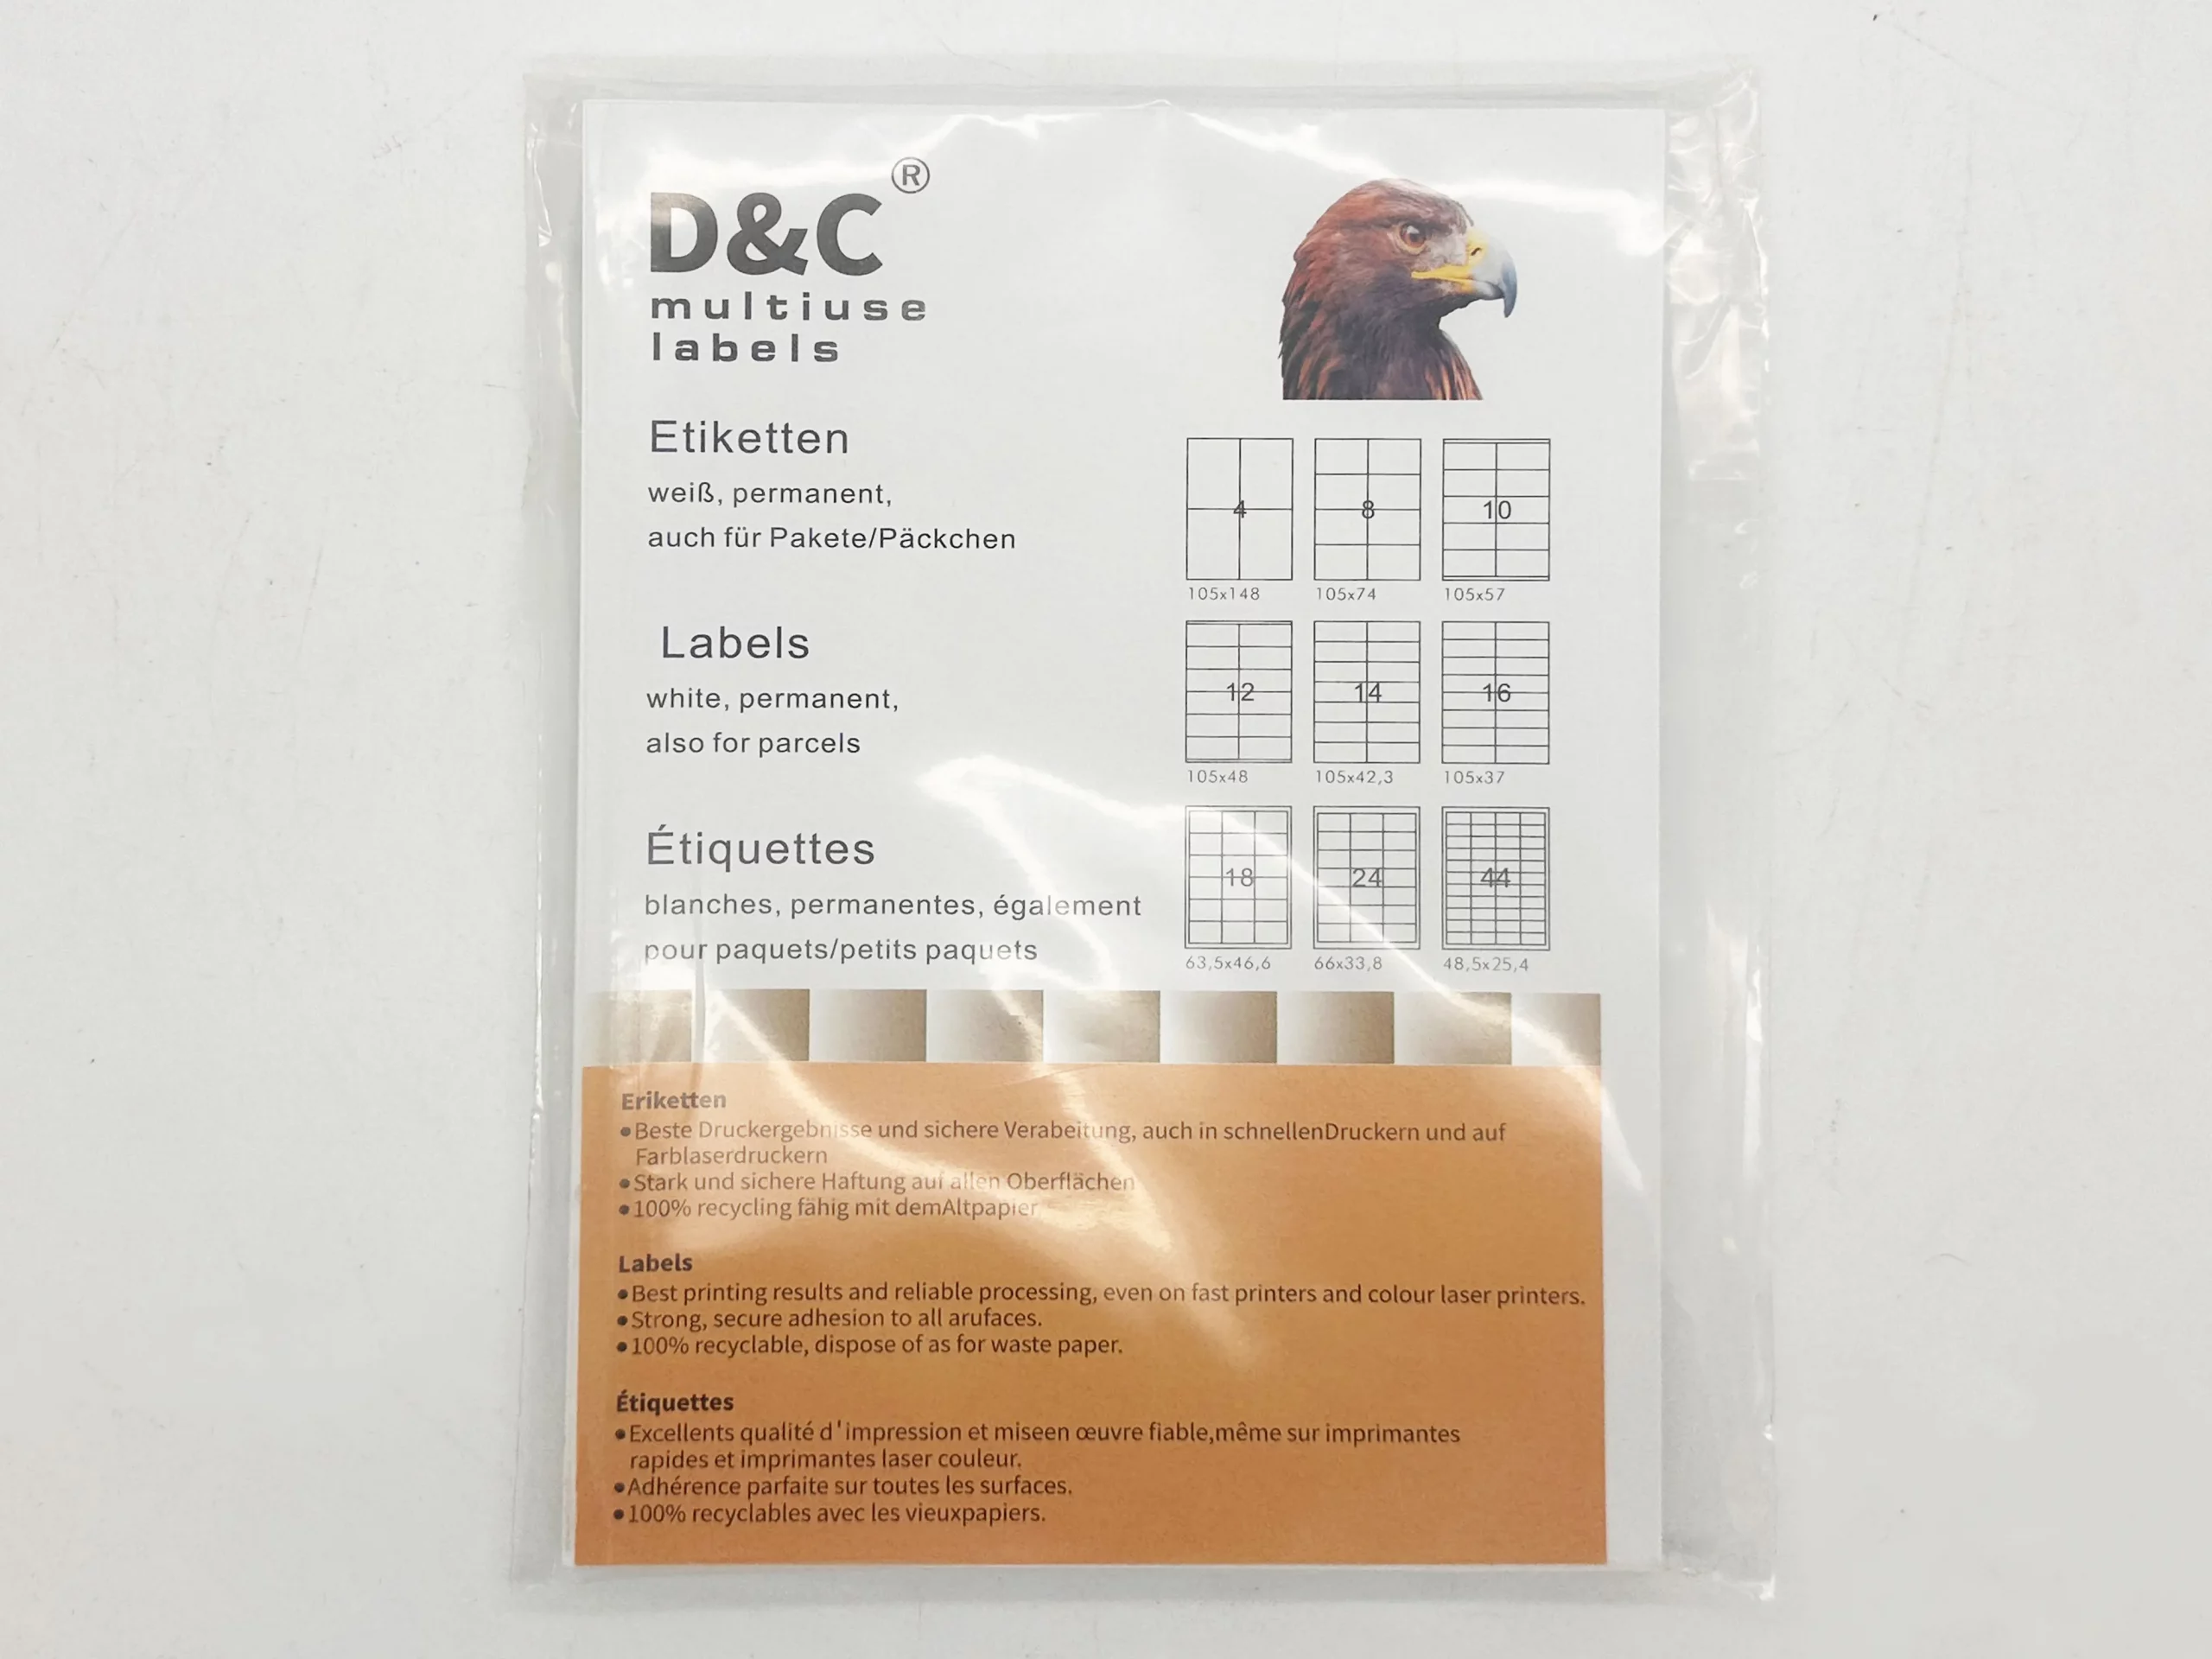 D&C®
multiuse
labels
Etiketten
weiß, permanent,
auch für Pakete/Päckchen
Labels
white, permanent,
also for parcels
Étiquettes
blanches, permanentes, également
pour paquets/petits paquets
4 8 10
105x148 105x74 105x57
12 14 16
105x48 105x42,3 105x37
18 24 44
63,5x46,6 66x33,8 48,5x25,4
Eriketten
•Beste Druckergebnisse und sichere Verabeitung, auch in schnellenDruckern und auf
Farblaserdruckern
•Stark und sichere Haftung auf allen Oberflächen
•100% recycling fähig mit demAltpapier
Labels
•Best printing results and reliable processing, even on fast printers and colour laser printers.
•Strong, secure adhesion to all arufaces.
•100% recyclable, dispose of as for waste paper.
Étiquettes
•Excellents qualité d'impression et miseen œuvre fiable,même sur imprimantes
rapides et imprimantes laser couleur.
•Adhérence parfaite sur toutes les surfaces.
•100% recyclables avec les vieuxpapiers.